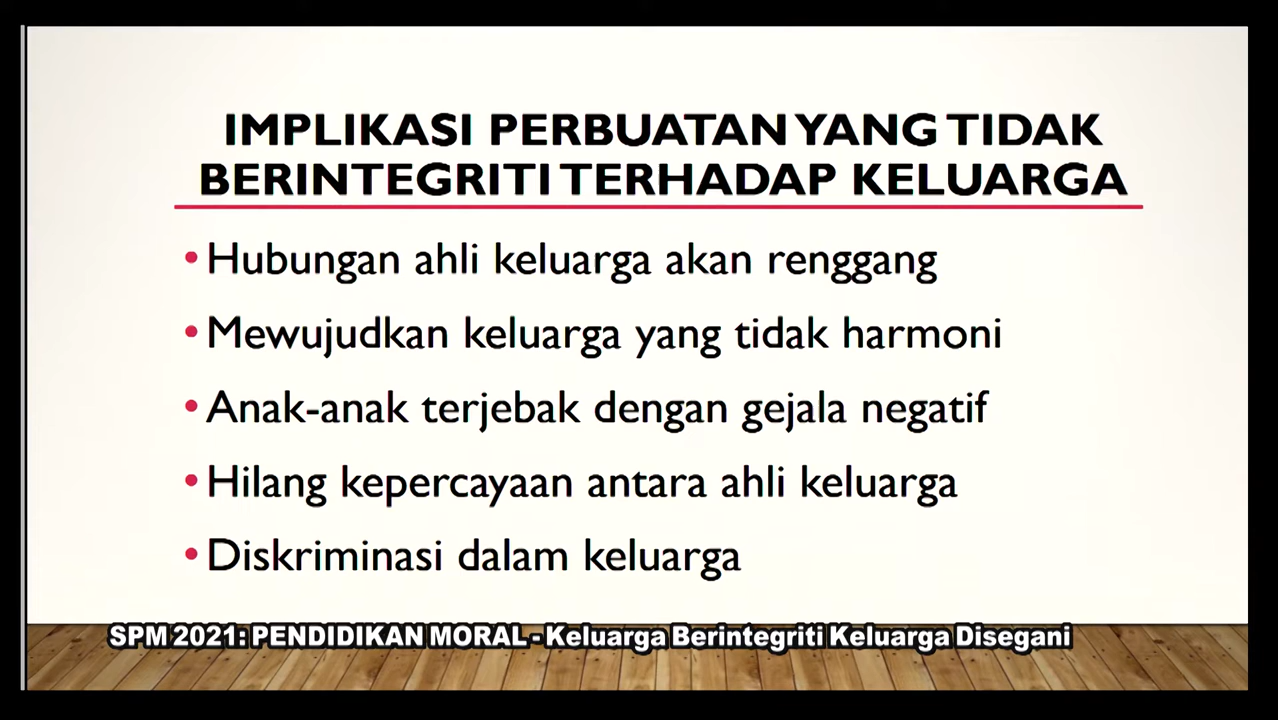 IMPLIKASI PERBUATAN YANG TIDAK
BERINTEGRITI TERHADAP KELUARGA
• Hubungan ahli keluarga akan renggang
• Mewujudkan keluarga yang tidak harmoni
• Anak-anak terjebak dengan gejala negatif
• Hilang kepercayaan antara ahli keluarga
• Diskriminasi dalam keluarga
SPM 2021: PENDIDIKAN MORAL - Keluarga Berintegriti Keluarga Disegani